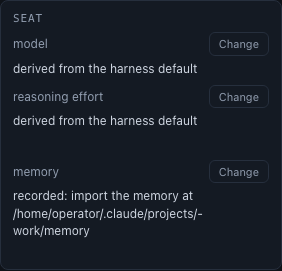 SEAT
model
Change
derived from the harness default
reasoning effort
Change
derived from the harness default
memory
Change
recorded: import the memory at
/home/operator/.claude/projects/-
work/memory